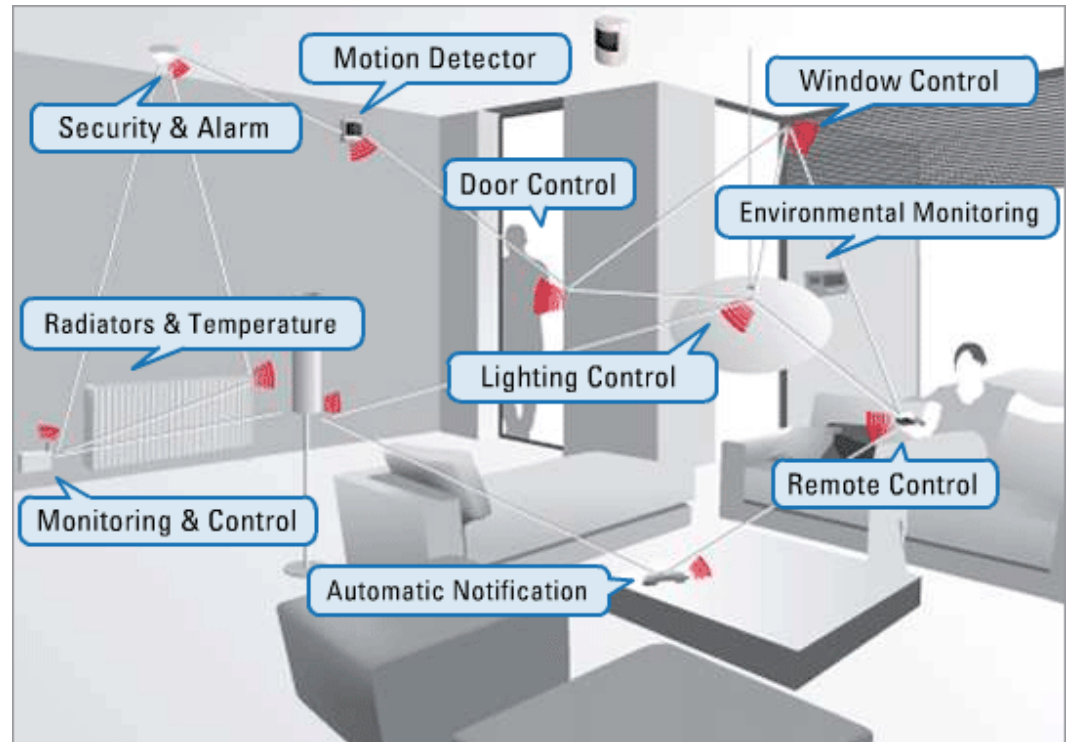 Motion Detector
Window Control
Security & Alarm
Door Control
Environmental Monitoring
Radiators & Temperature
Lighting Control
Remote Control
Monitoring & Control
Automatic Notification